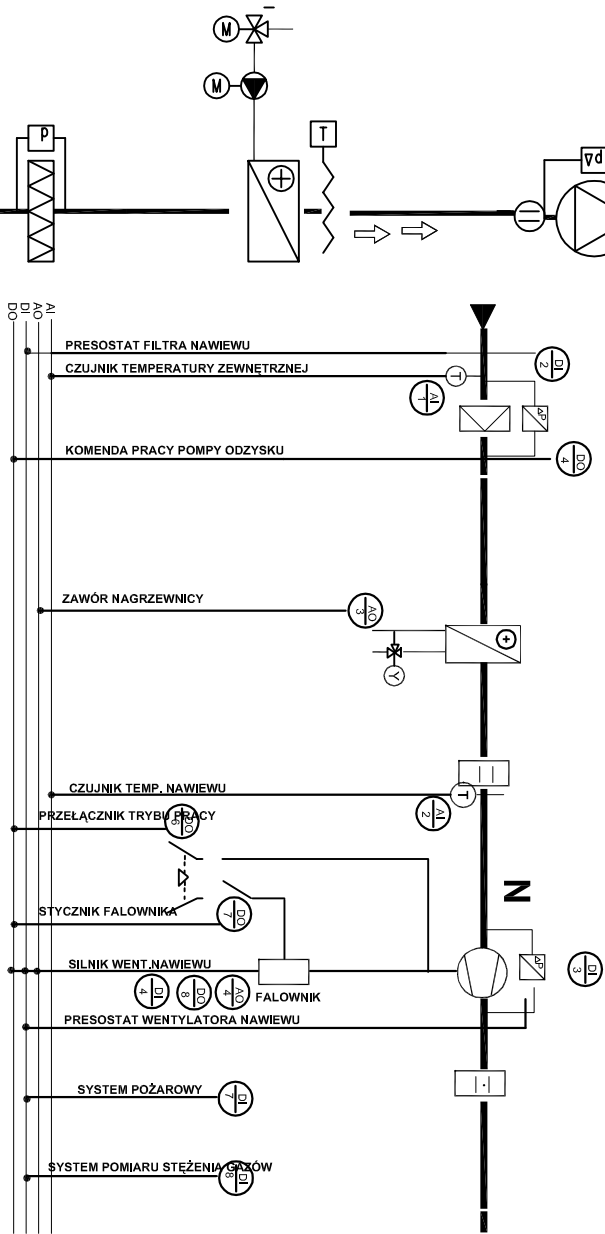 M
M
T
p
∇p
DO
DI
AO
AI
PRESOSTAT FILTRA NAWIEWU
DI 2
CZUJNIK TEMPERATURY ZEWNĘTRZNEJ
T
AI 1
ΔP
KOMENDA PRACY POMPY ODZYSKU
DO 4
ZAWÓR NAGRZEWNICY
AO 3
Y
CZUJNIK TEMP. NAWIEWU
T
AI 2
PRZEŁĄCZNIK TRYBU PRACY
DO 6
N
STYCZNIK FALOWNIKA
DO 7
SILNIK WENT.NAWIEWU
DI 4
DO 8
AO 4
FALOWNIK
ΔP
DI 3
PRESOSTAT WENTYLATORA NAWIEWU
SYSTEM POŻAROWY
DI 7
SYSTEM POMIARU STĘŻENIA GAZÓW
DI 8